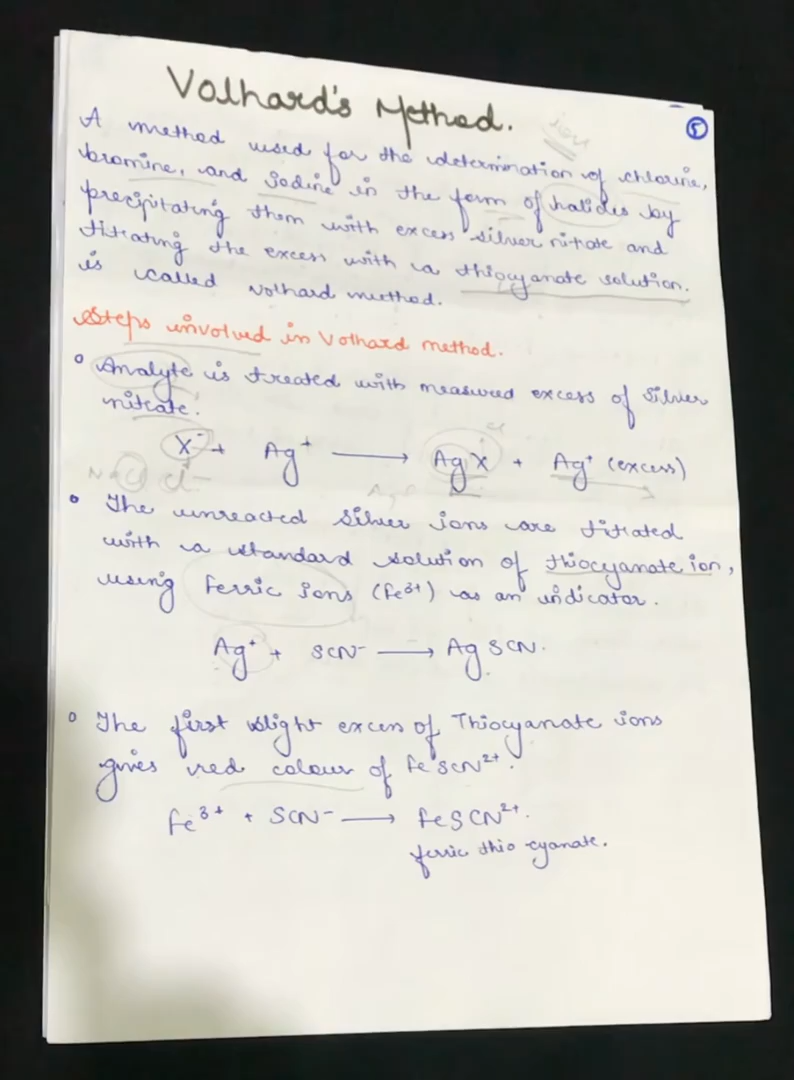 Volhard's Method.
5
A method used for the determination of chlorine,
bromine, and Iodine in the form of halides by
precipitating them with excess silver nitrate and
titrating the excess with a thiocyanate solution.
is called volhard method.
Steps involved in Volhard method.
Analyte is treated with measured excess of Silver
nitrate.
X⁻ + Ag⁺ ⟶ AgX + Ag⁺ (excess)
NaCl Cl⁻
The unreacted Silver ions are titrated
with a standard solution of thiocyanate ion,
using Ferric Ions (Fe³⁺) as an indicator.
Ag⁺ + SCN⁻ ⟶ AgSCN.
The first slight excess of Thiocyanate ions
gives red colour of FeSCN²⁺.
Fe³⁺ + SCN⁻ ⟶ FeSCN²⁺.
ferric thio cyanate.